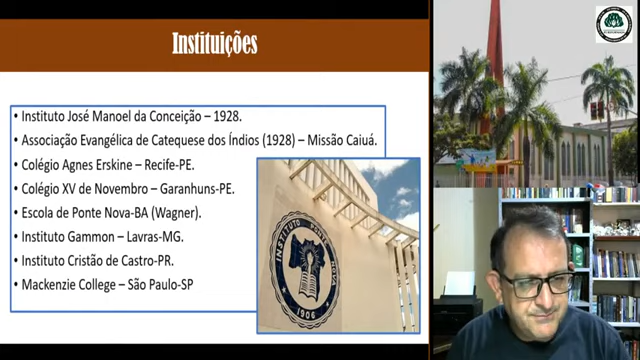 Instituições
• Instituto José Manoel da Conceição – 1928.
• Associação Evangélica de Catequese dos Índios (1928) – Missão Caiuá.
• Colégio Agnes Erskine – Recife-PE.
• Colégio XV de Novembro – Garanhuns-PE.
• Escola de Ponte Nova-BA (Wagner).
• Instituto Gammon – Lavras-MG.
• Instituto Cristão de Castro-PR.
• Mackenzie College – São Paulo-SP
INSTITUTO PONTE NOVA
1906